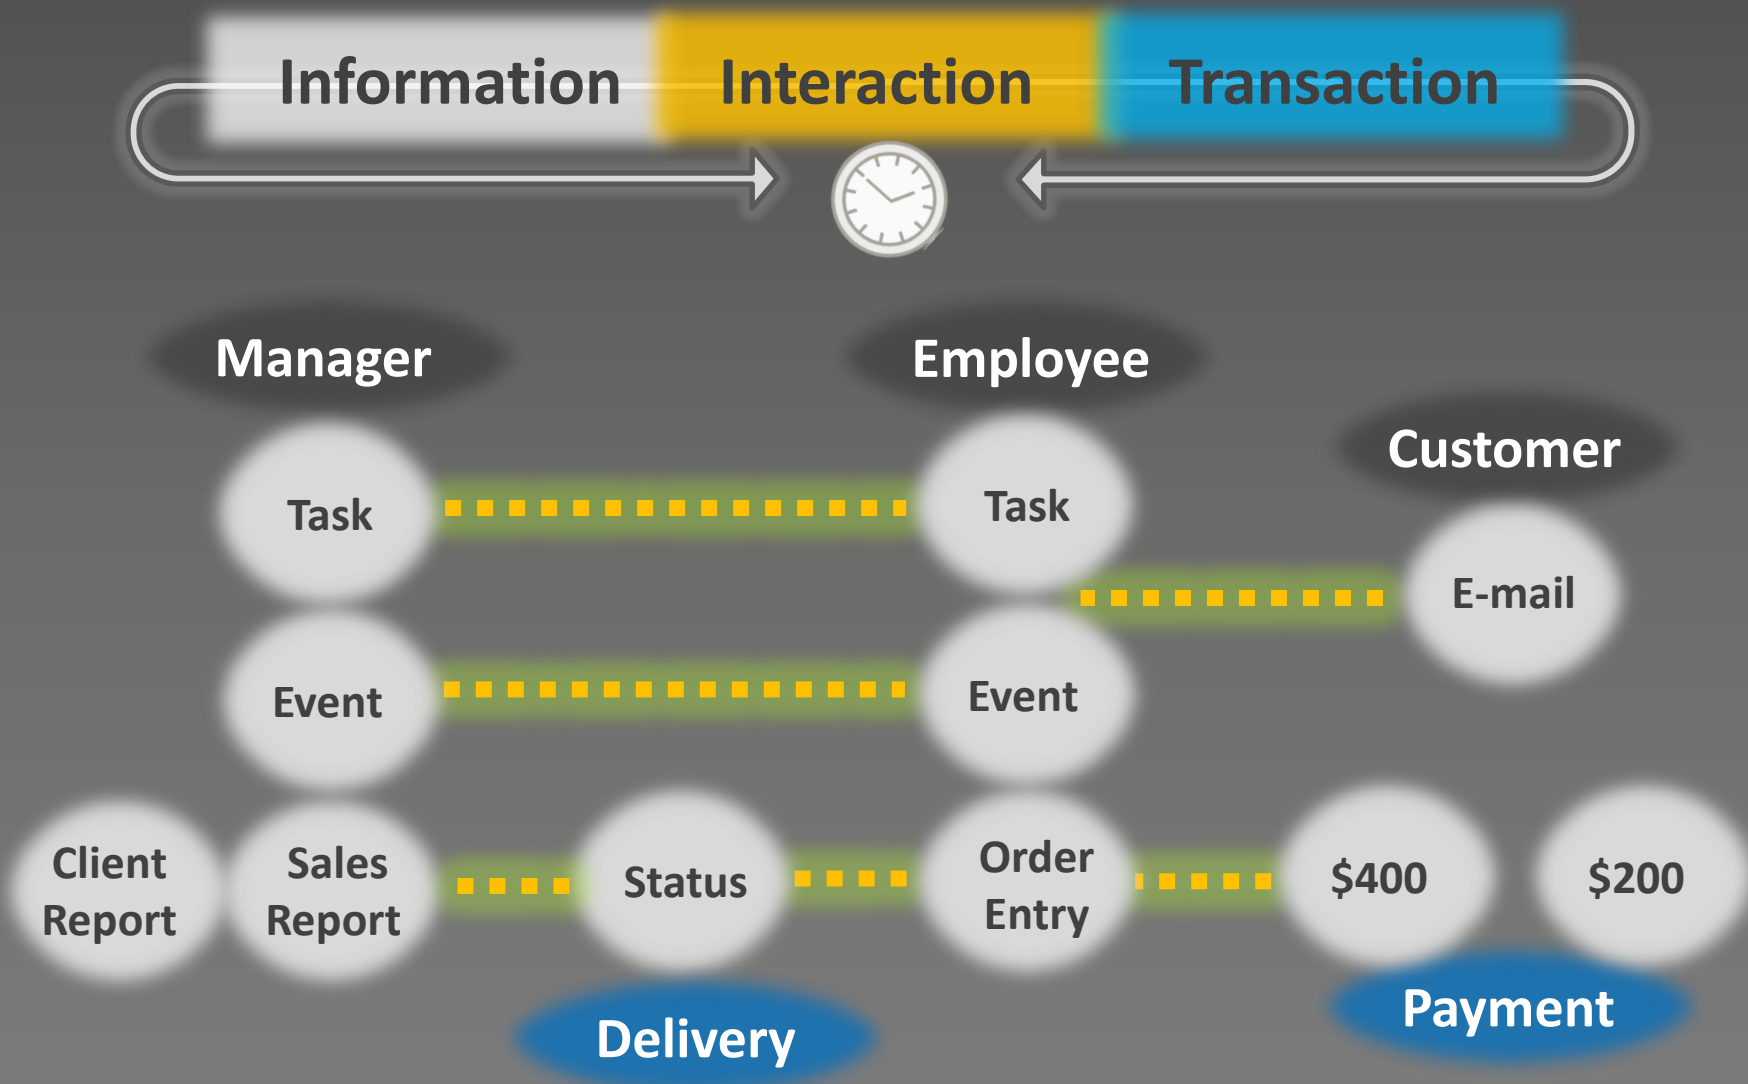 Information
Interaction
Transaction
Manager
Employee
Customer
Task
Task
E-mail
Event
Event
Client
Report
Sales
Report
Status
Order
Entry
$400
$200
Delivery
Payment